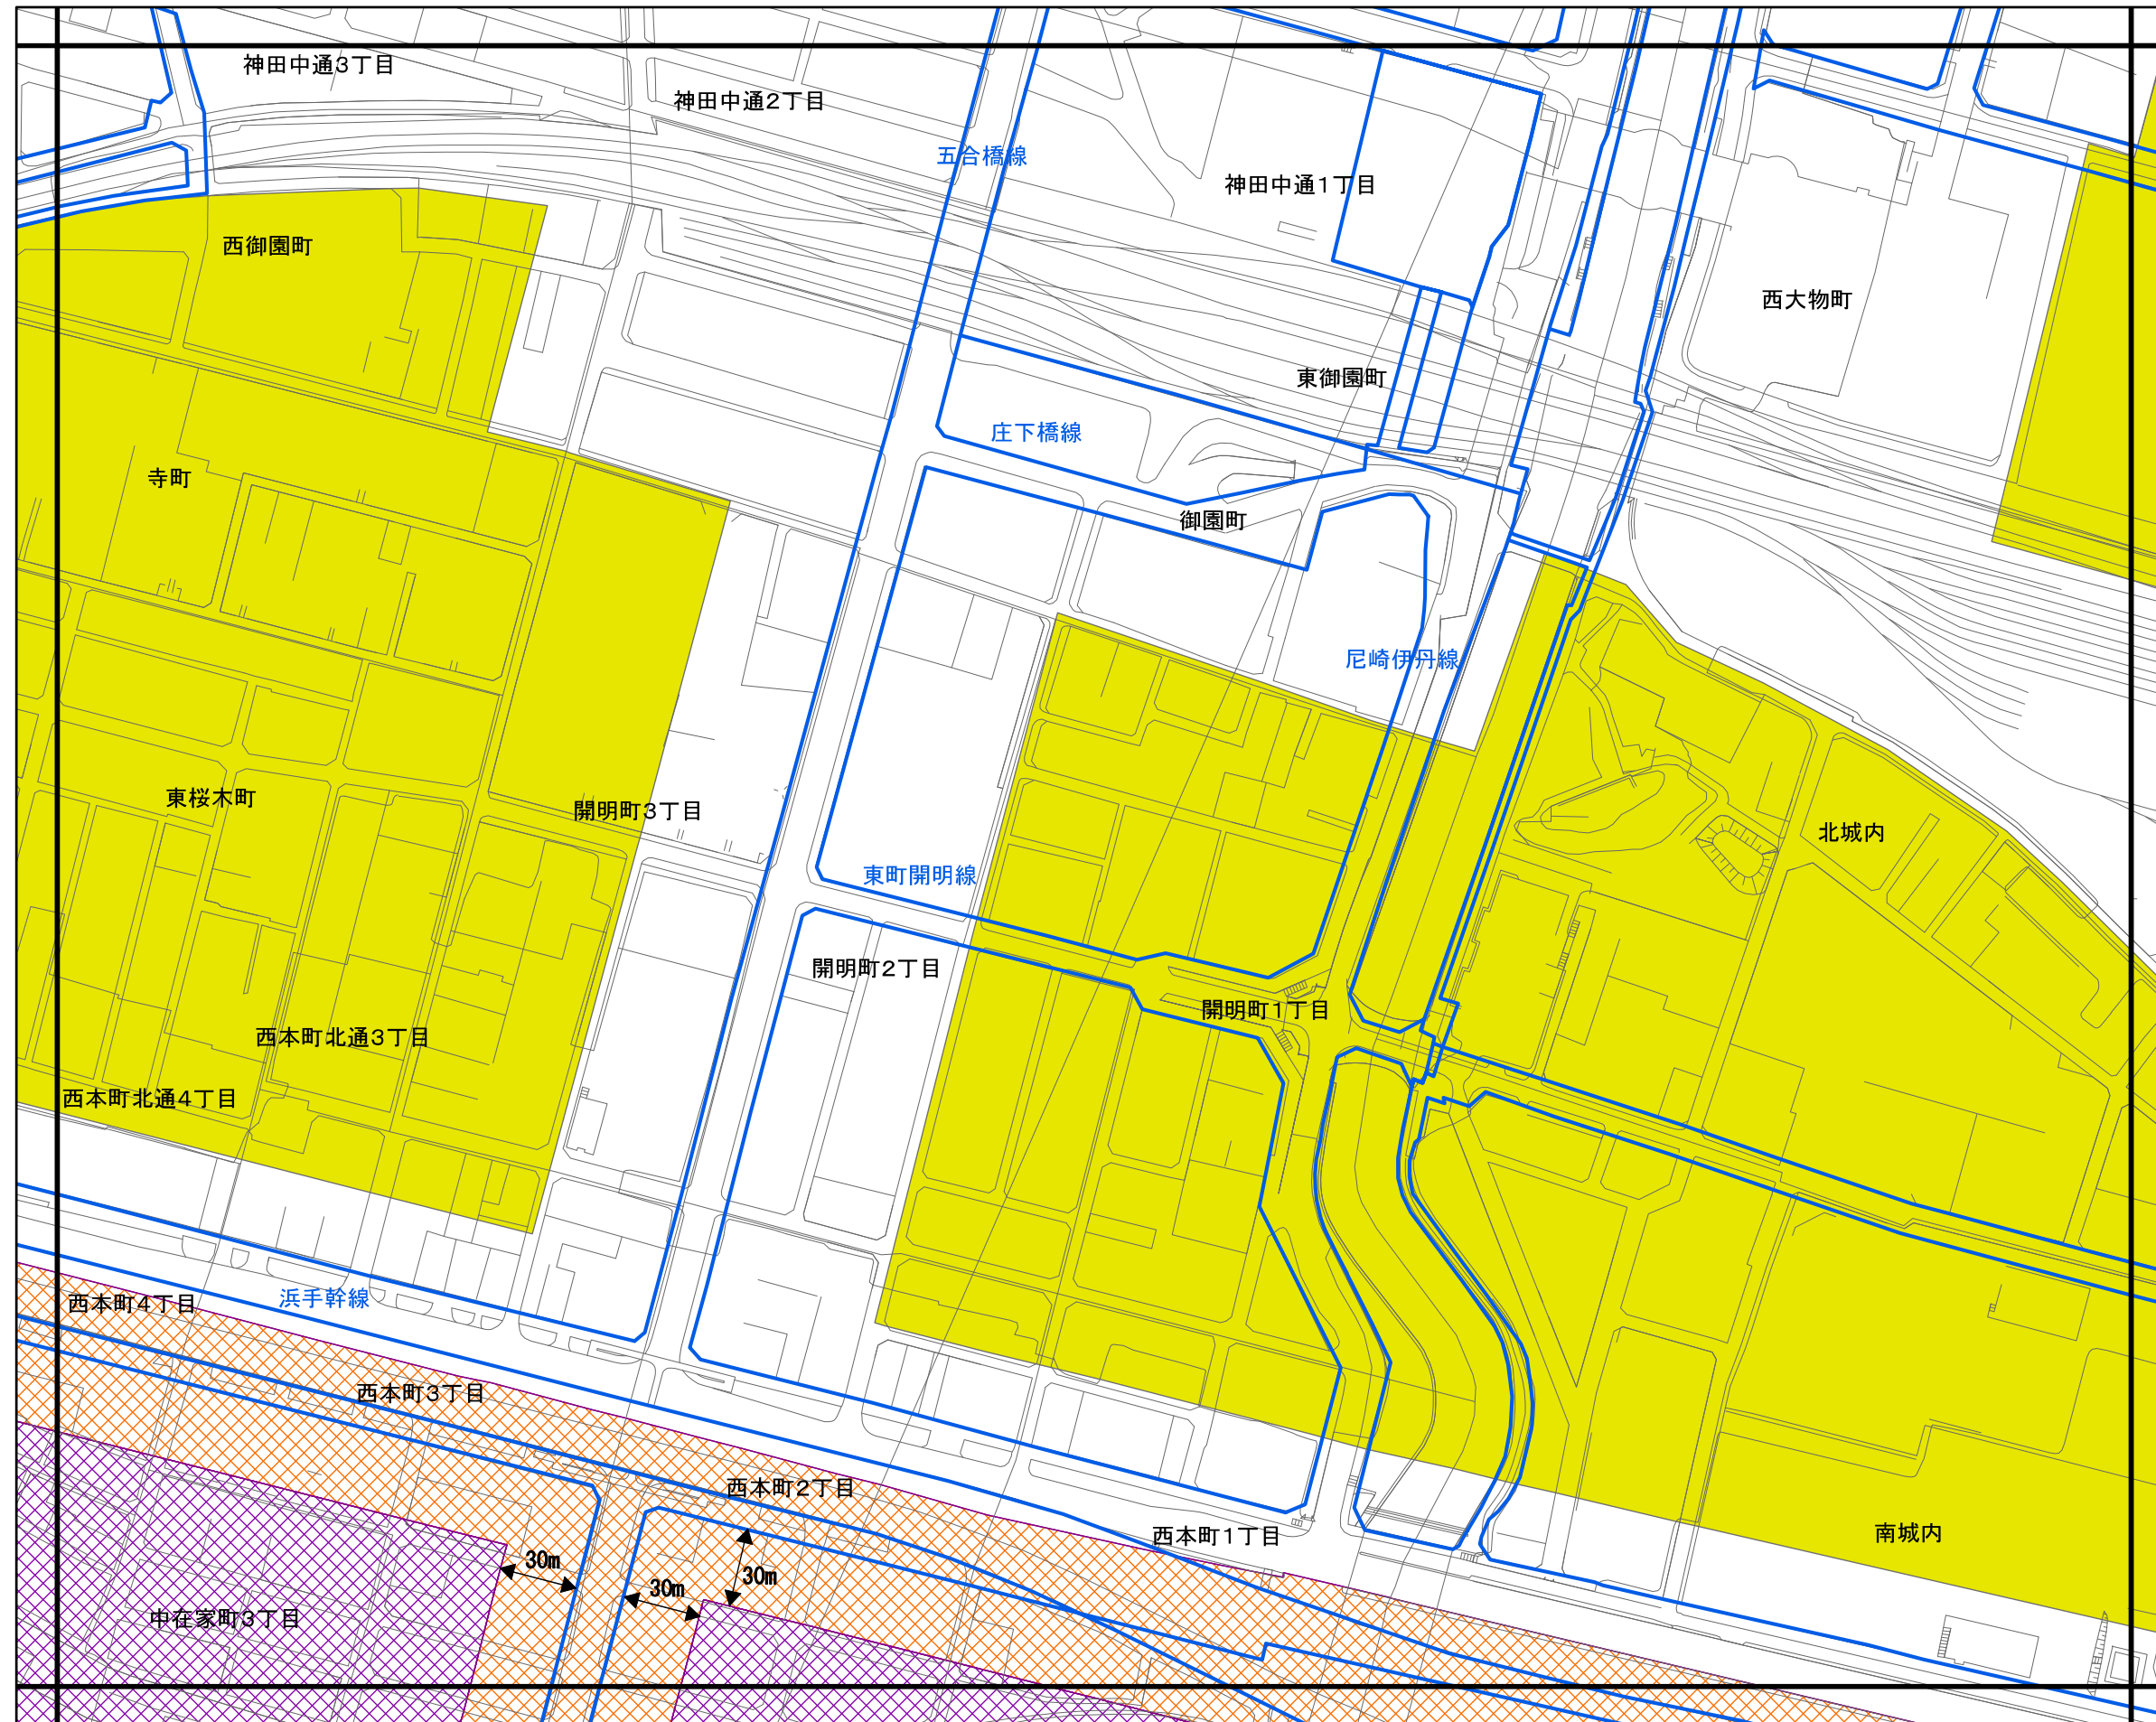 神田中通3丁目
神田中通2丁目
五合橋線
神田中通1丁目
西御園町
西大物町
東御園町
庄下橋線
寺町
御園町
尼崎伊丹線
東桜木町
開明町3丁目
北城内
東町開明線
開明町2丁目
開明町1丁目
西本町北通3丁目
西本町北通4丁目
西本町4丁目
浜手幹線
西本町3丁目
西本町2丁目
西本町1丁目
南城内
30m
30m
30m
中在家町3丁目